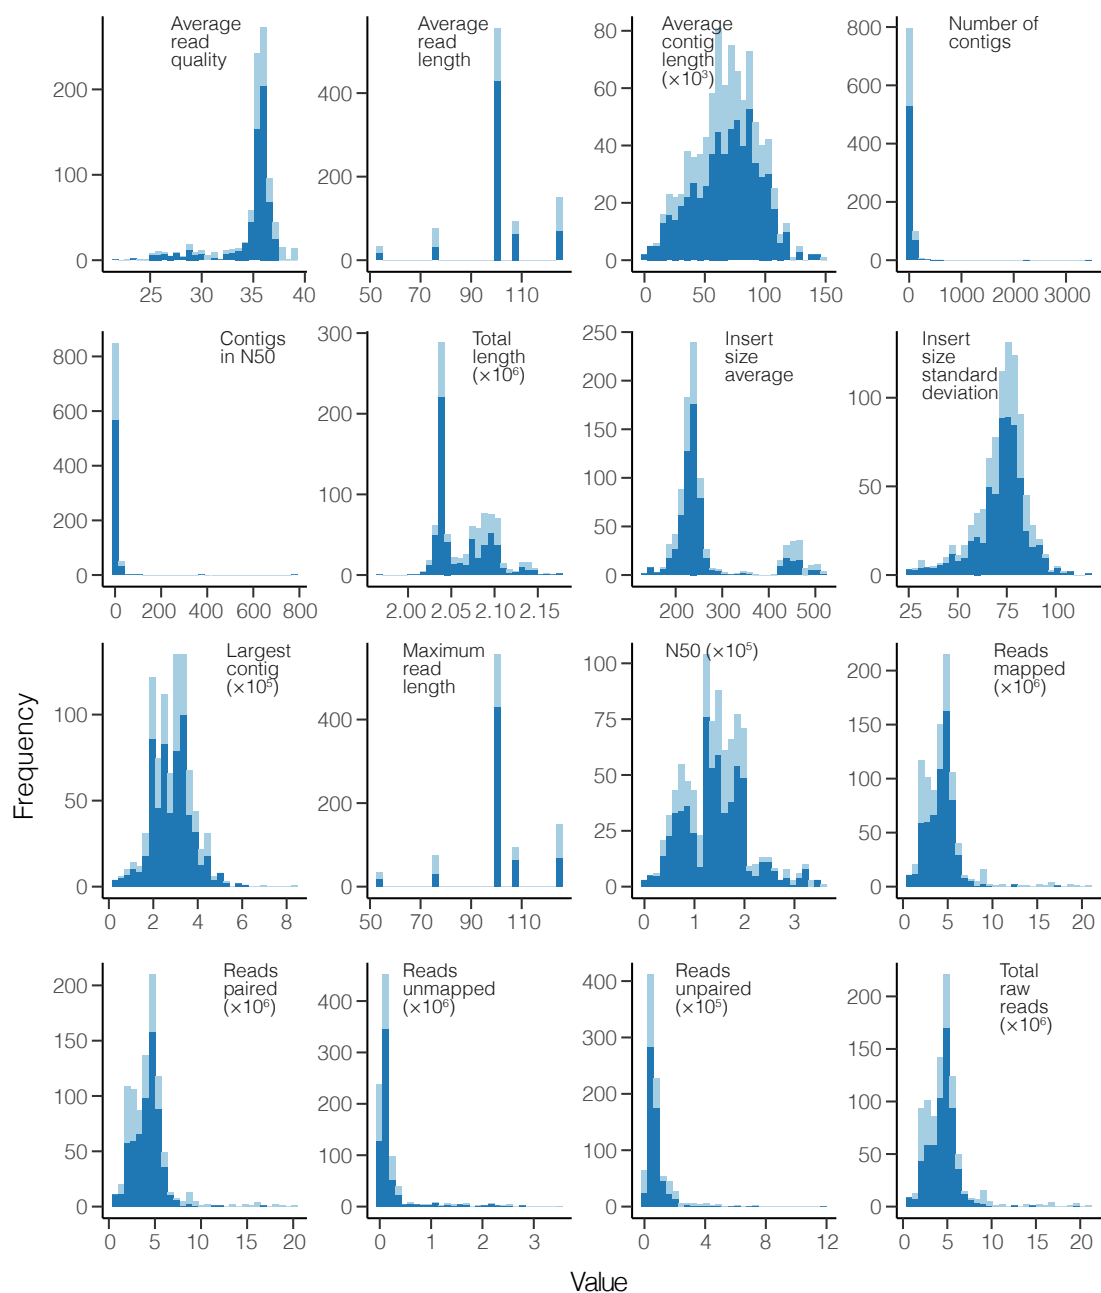 Average
read
quality
200
100
0
25 30 35 40
Average
read
length
400
200
0
50 70 90 110
Average
contig
length
(×10³)
80
60
40
20
0
0 50 100 150
Number of
contigs
800
600
400
200
0
0 1000 2000 3000
Contigs
in N50
800
600
400
200
0
0 200 400 600 800
Total
length
(×10⁶)
300
200
100
0
2.00 2.05 2.10 2.15
Insert
size
average
250
200
150
100
50
0
200 300 400 500
Insert
size
standard
deviation
100
50
0
25 50 75 100
Largest
contig
(×10⁵)
100
50
0
0 2 4 6 8
Maximum
read
length
400
200
0
50 70 90 110
N50 (×10⁵)
100
75
50
25
0
0 1 2 3
Reads
mapped
(×10⁶)
200
150
100
50
0
0 5 10 15 20
Reads
paired
(×10⁶)
200
150
100
50
0
0 5 10 15 20
Reads
unmapped
(×10⁶)
400
300
200
100
0
0 1 2 3
Reads
unpaired
(×10⁵)
400
300
200
100
0
0 4 8 12
Total
raw
reads
(×10⁶)
200
150
100
50
0
0 5 10 15 20
Frequency
Value